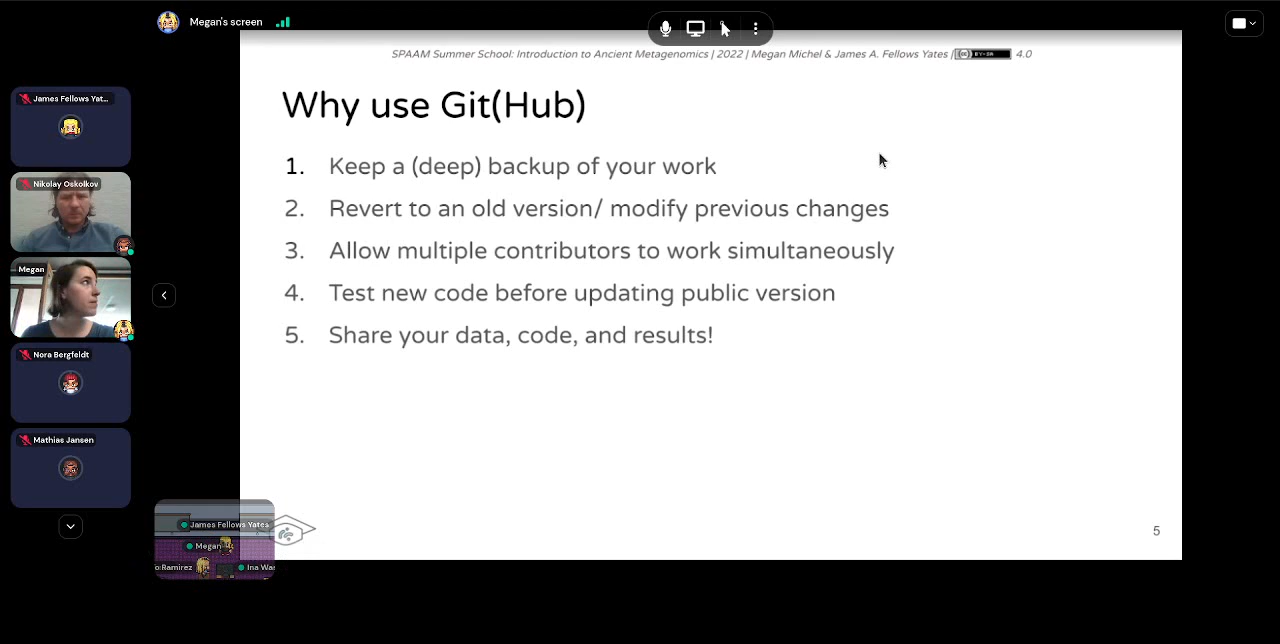 Megan's screen
SPAAM Summer School: Introduction to Ancient Metagenomics | 2022 | Megan Michel & James A. Fellows Yates | 4.0
James Fellows Yat...
Nikolay Oskolkov
Megan
Nora Bergfeldt
Mathias Jansen
Why use Git(Hub)
1. Keep a (deep) backup of your work
2. Revert to an old version/ modify previous changes
3. Allow multiple contributors to work simultaneously
4. Test new code before updating public version
5. Share your data, code, and results!
James Fellows Yates
Megan
o Ramirez
Ina Was
5